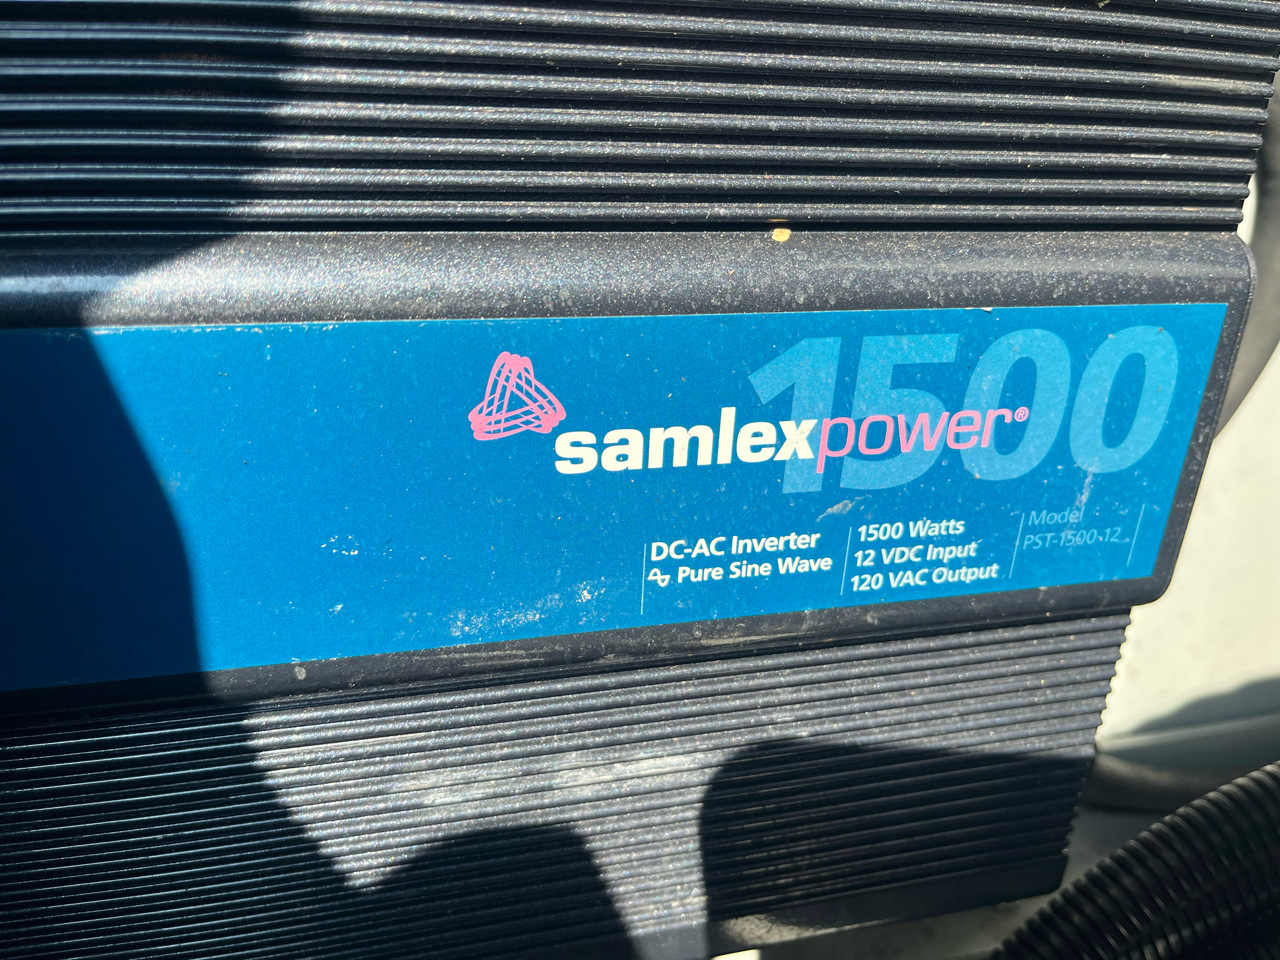 1500
samlexpower®
DC-AC Inverter
Pure Sine Wave
1500 Watts
12 VDC Input
120 VAC Output
Model
PST-1500-12